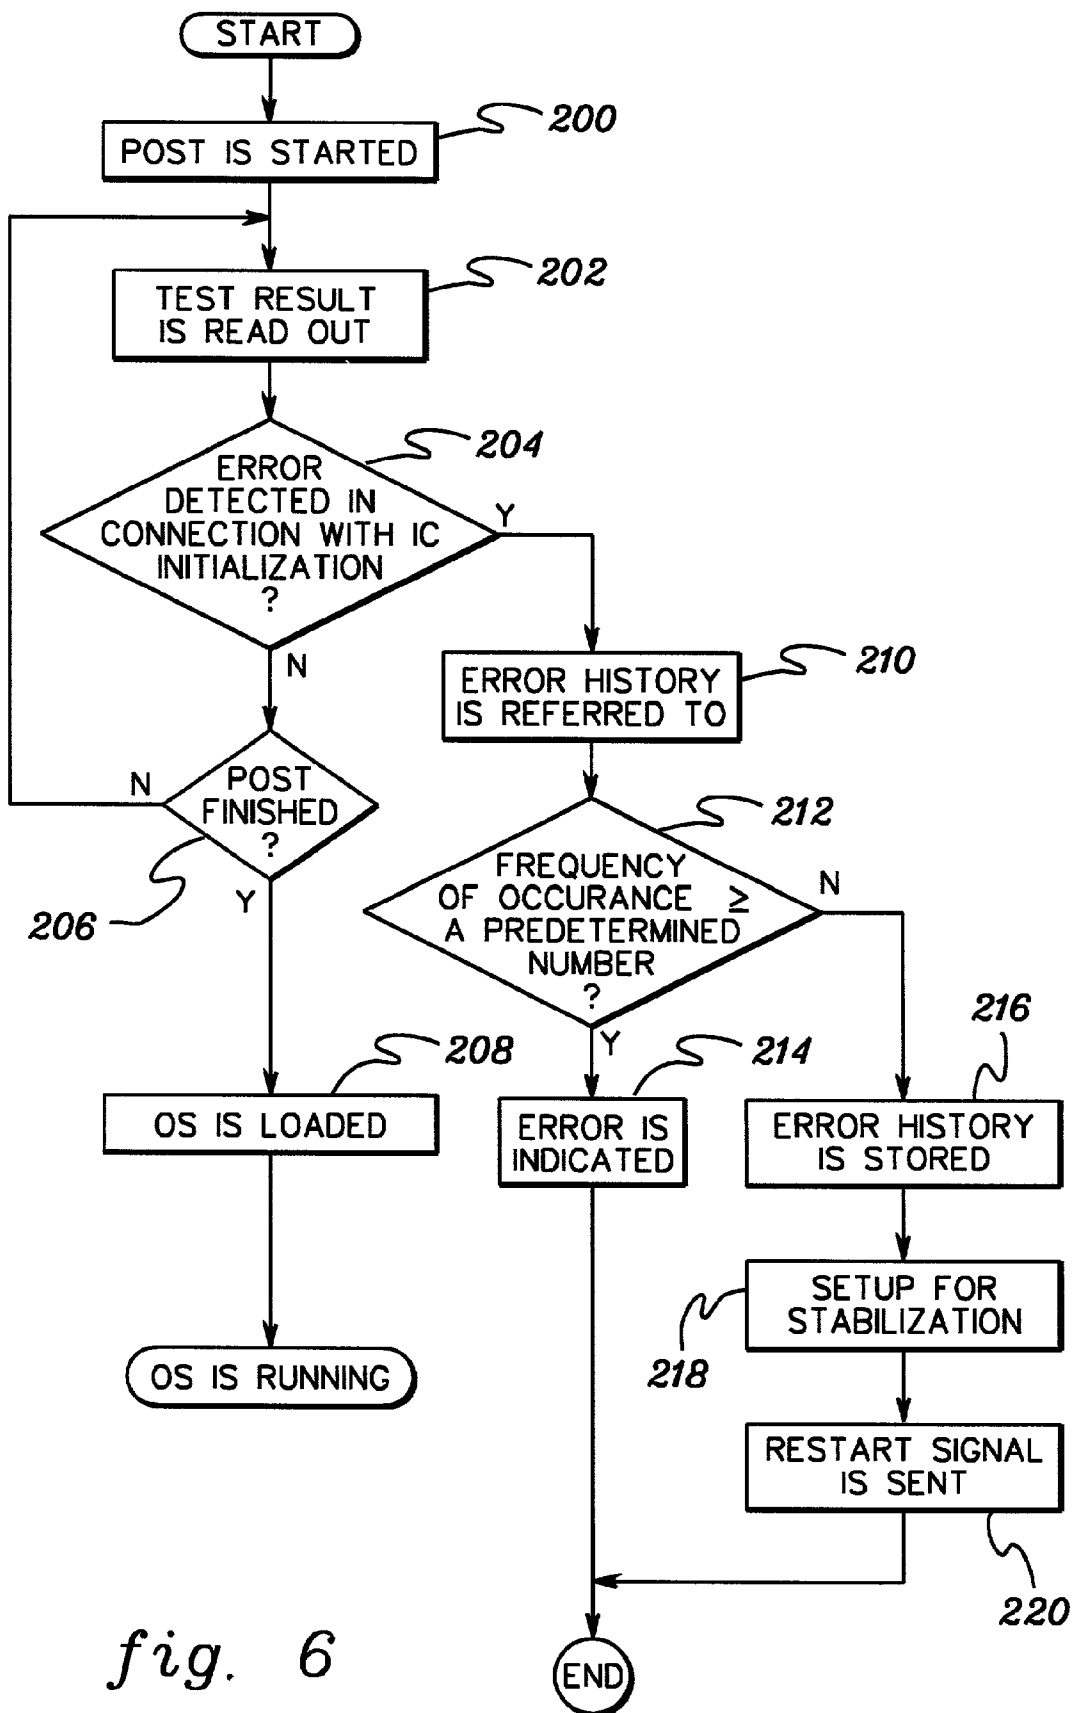 START
200
POST IS STARTED
202
TEST RESULT
IS READ OUT
204
ERROR
DETECTED IN
CONNECTION WITH IC
INITIALIZATION
?
Y
N
210
ERROR HISTORY
IS REFERRED TO
N
POST
FINISHED
?
Y
206
212
FREQUENCY
OF OCCURANCE ≥
A PREDETERMINED
NUMBER
?
N
Y
208
OS IS LOADED
214
ERROR IS
INDICATED
216
ERROR HISTORY
IS STORED
SETUP FOR
STABILIZATION
218
OS IS RUNNING
RESTART SIGNAL
IS SENT
220
END
fig. 6